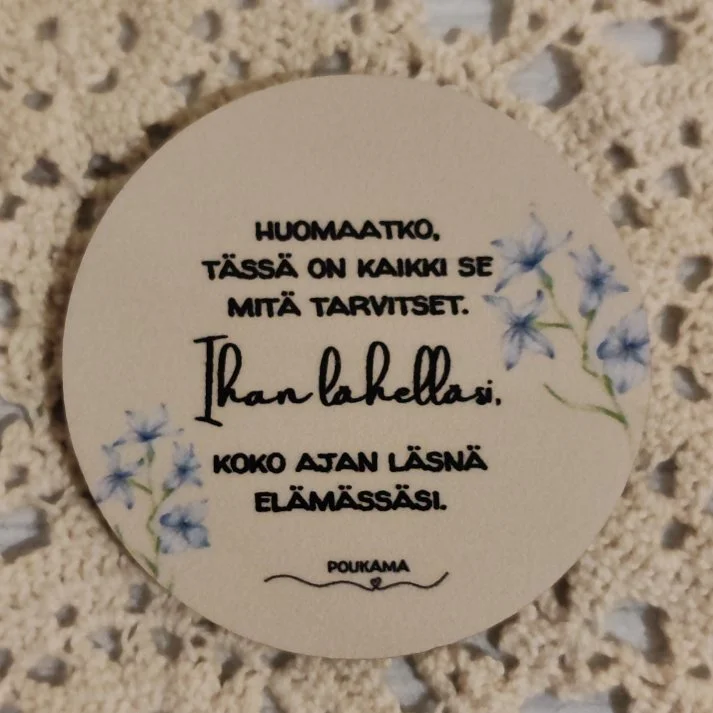 HUOMAATKO,
TÄSSÄ ON KAIKKI SE
MITÄ TARVITSET.
Ihan lähelläsi,
KOKO AJAN LÄSNÄ
ELÄMÄSSÄSI.
POUKAMA